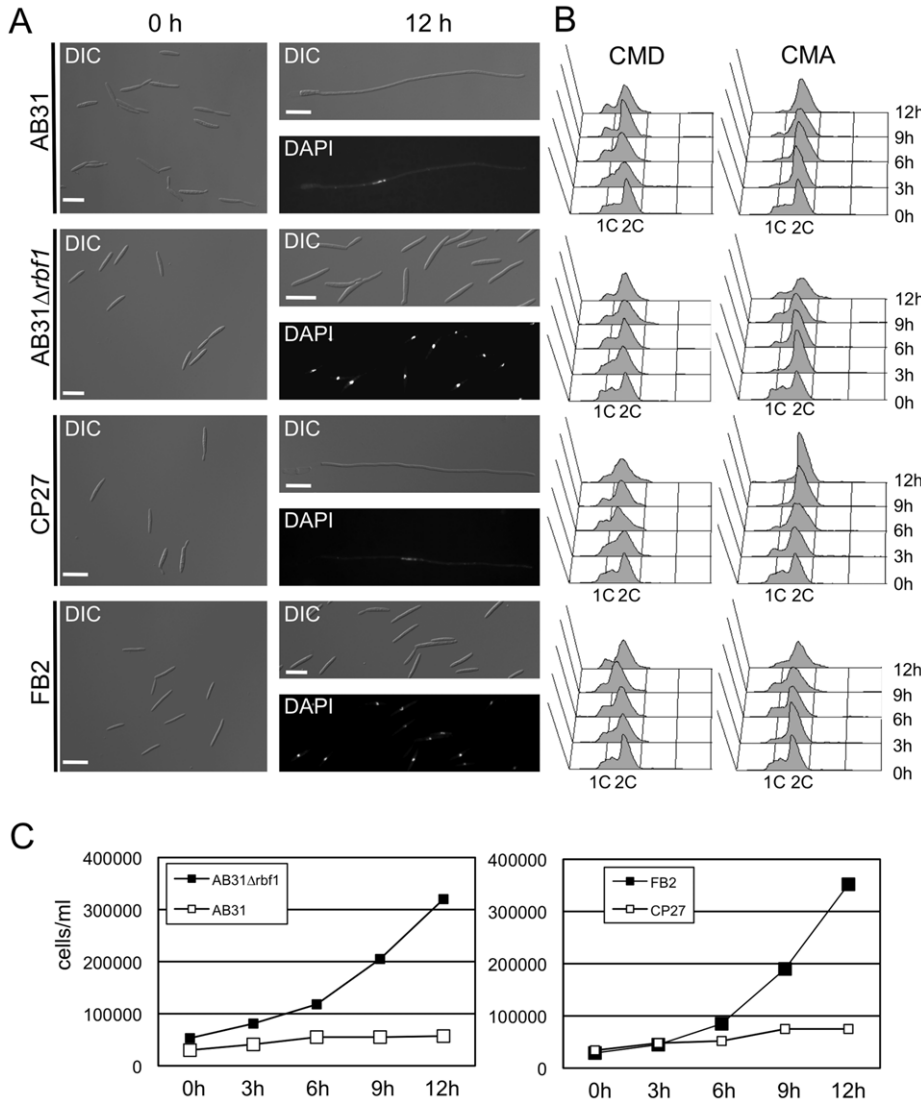 A
0 h
12 h
AB31
DIC
DIC
DAPI
AB31Δrbf1
DIC
DIC
DAPI
CP27
DIC
DIC
DAPI
FB2
DIC
DIC
DAPI
B
CMD
CMA
12h
9h
6h
3h
0h
1C 2C
1C 2C
12h
9h
6h
3h
0h
1C 2C
1C 2C
12h
9h
6h
3h
0h
1C 2C
1C 2C
12h
9h
6h
3h
0h
1C 2C
1C 2C
C
cells/ml
400000
300000
200000
100000
0
AB31Δrbf1
AB31
0h 3h 6h 9h 12h
400000
300000
200000
100000
0
FB2
CP27
0h 3h 6h 9h 12h